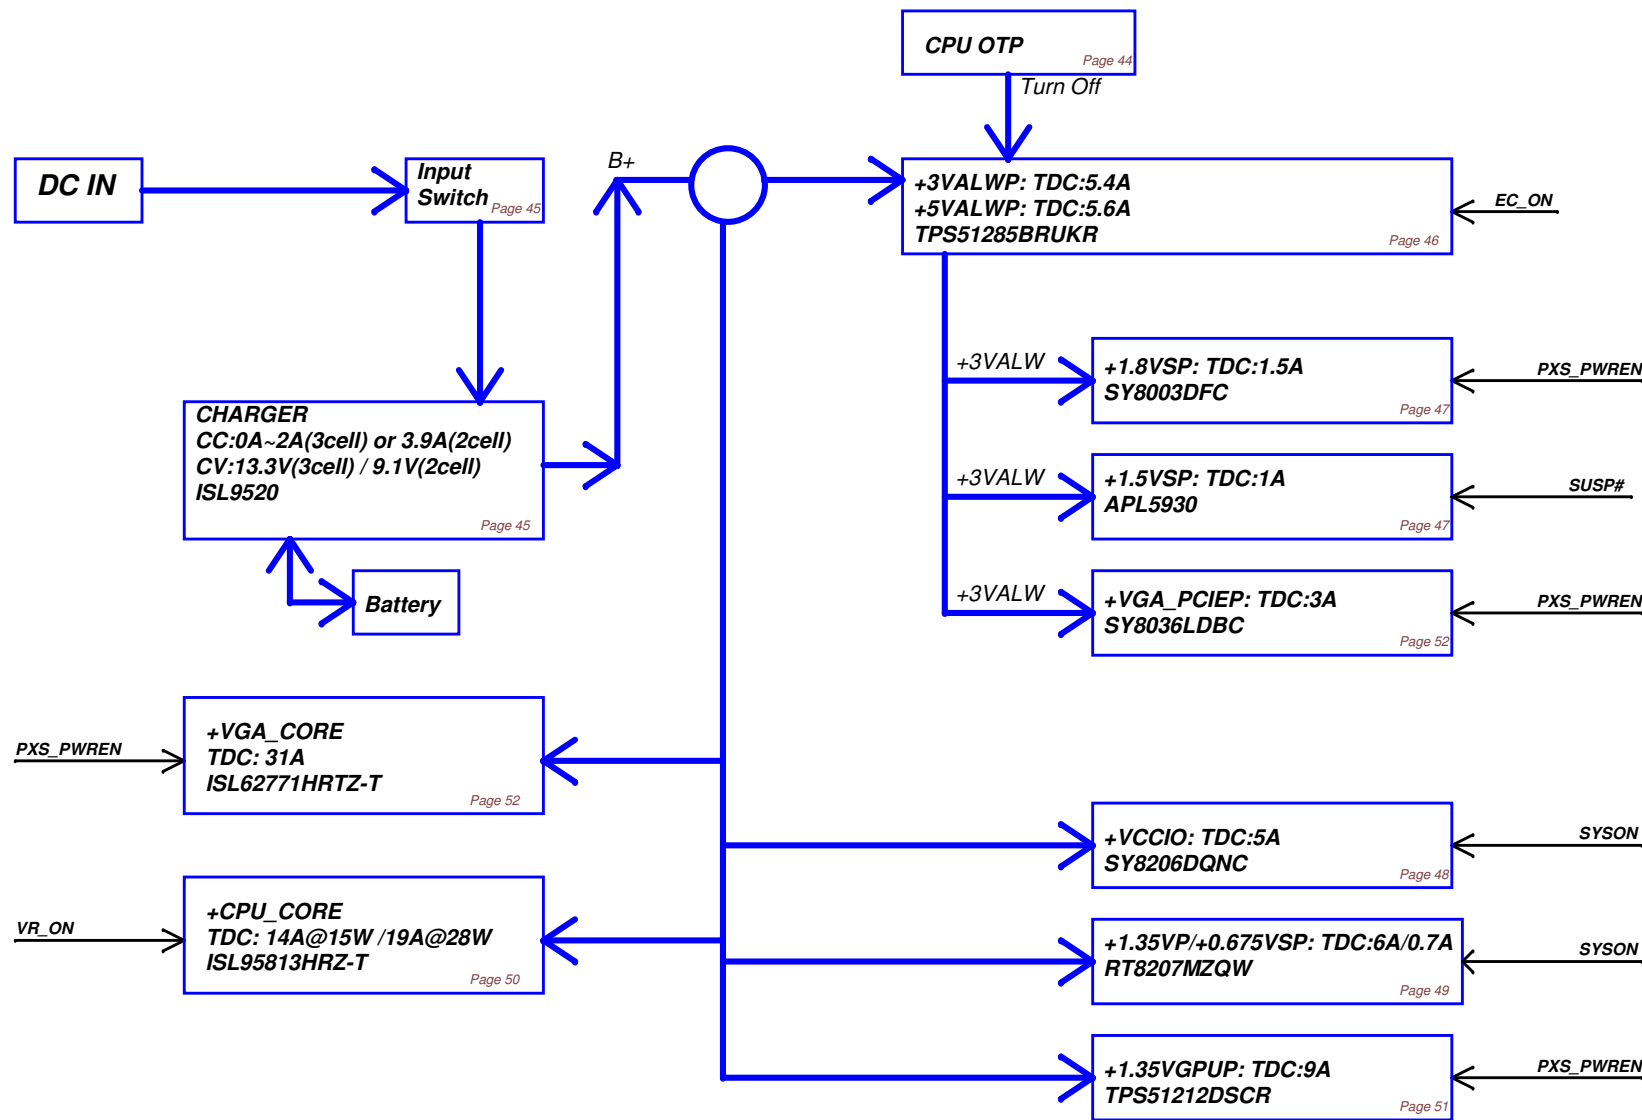 CPU OTP
Page 44
Turn Off
DC IN
Input
Switch
Page 45
B+
+3VALWP: TDC:5.4A
+5VALWP: TDC:5.6A
TPS51285BRUKR
Page 46
EC_ON
+3VALW
+1.8VSP: TDC:1.5A
SY8003DFC
Page 47
PXS_PWREN
CHARGER
CC:0A~2A(3cell) or 3.9A(2cell)
CV:13.3V(3cell) / 9.1V(2cell)
ISL9520
Page 45
+3VALW
+1.5VSP: TDC:1A
APL5930
Page 47
SUSP#
Battery
+3VALW
+VGA_PCIEP: TDC:3A
SY8036LDBC
Page 52
PXS_PWREN
PXS_PWREN
+VGA_CORE
TDC: 31A
ISL62771HRTZ-T
Page 52
+VCCIO: TDC:5A
SY8206DQNC
Page 48
SYSON
VR_ON
+CPU_CORE
TDC: 14A@15W /19A@28W
ISL95813HRZ-T
Page 50
+1.35VP/+0.675VSP: TDC:6A/0.7A
RT8207MZQW
Page 49
SYSON
+1.35VGPUP: TDC:9A
TPS51212DSCR
Page 51
PXS_PWREN